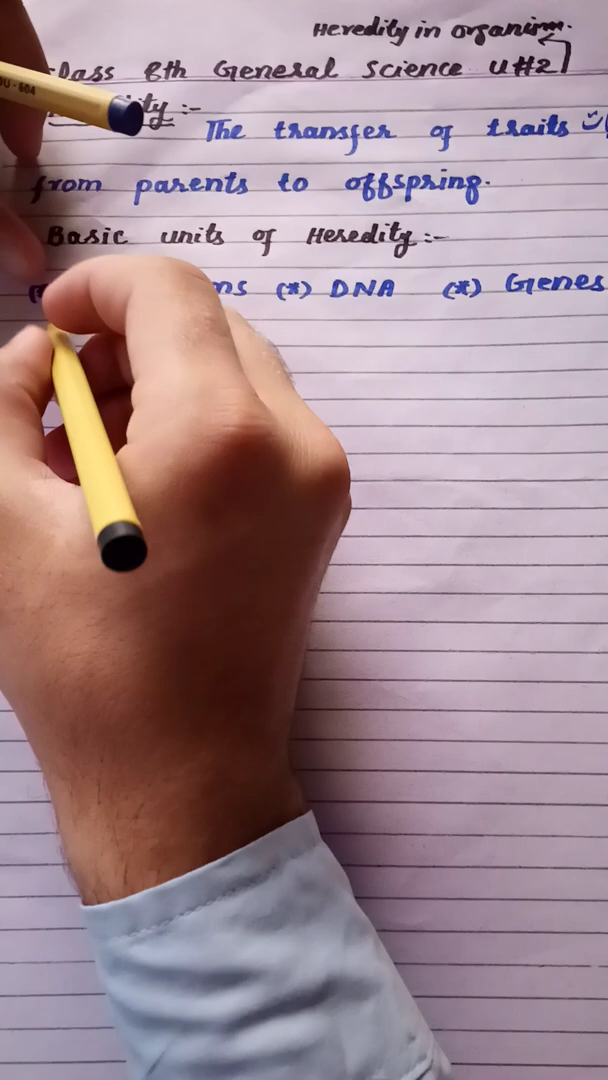 Heredity in organism.
Class 8th General Science U#2
:-
The transfer of traits
from parents to offspring.
Basic units of Heredity:-
(*) DNA (*) Genes